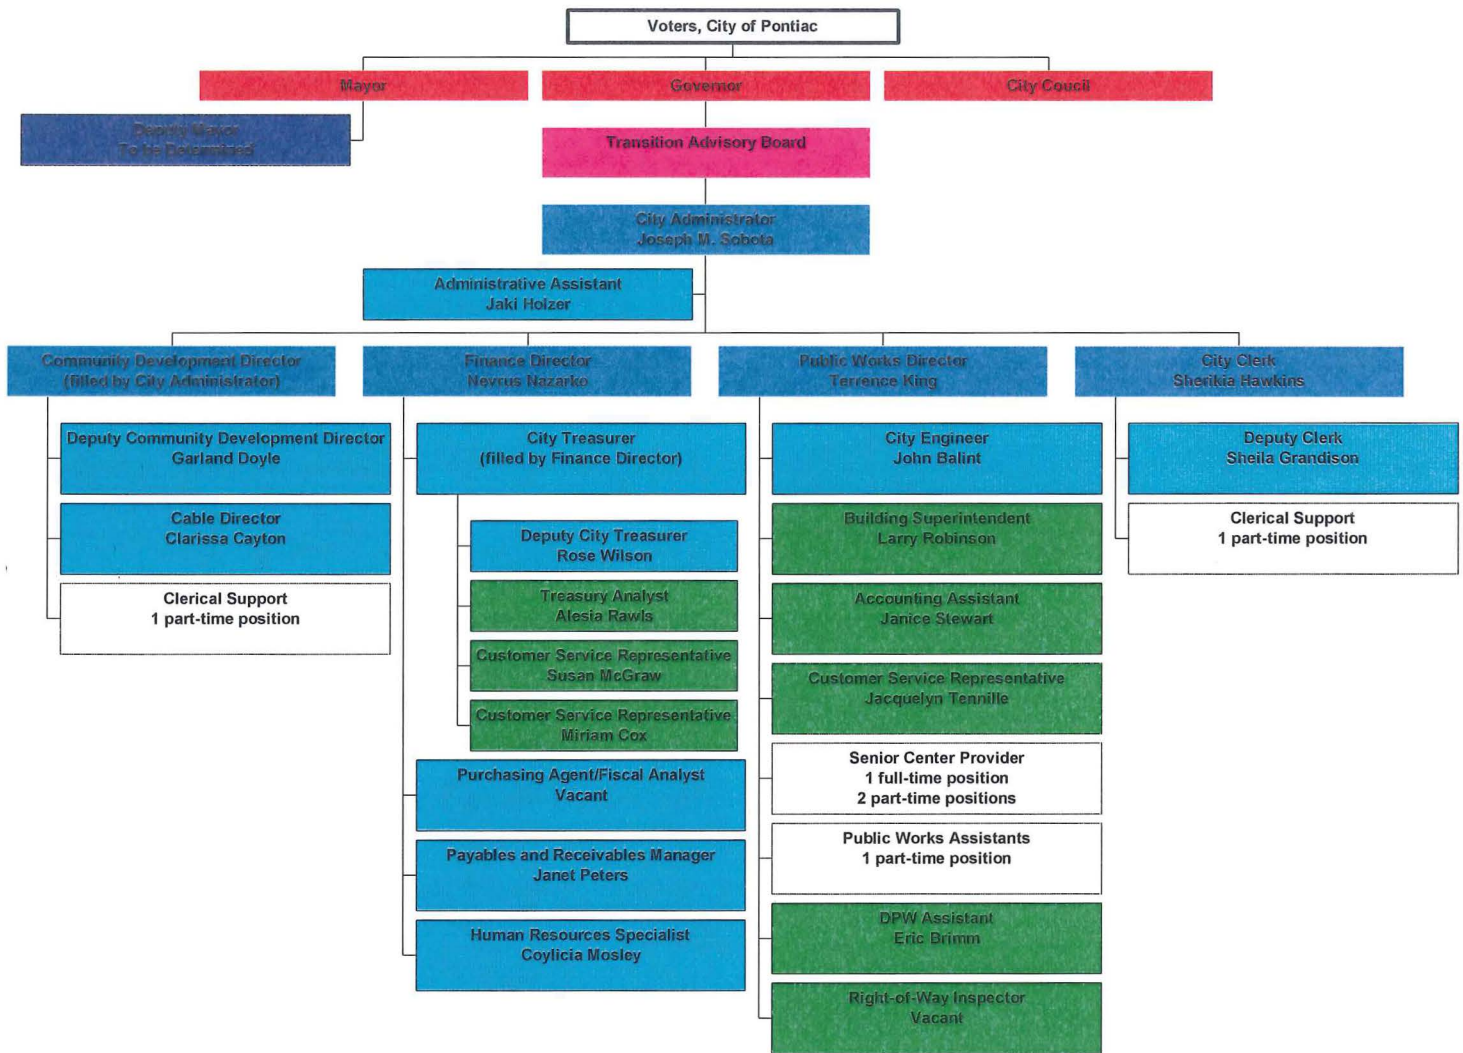 Voters, City of Pontiac
Mayor
Governor
City Coucil
Deputy Mayor
To be Determined
Transition Advisory Board
City Administrator
Joseph M. Sobota
Administrative Assistant
Jaki Holzer
Community Development Director
(filled by City Administrator)
Finance Director
Nevrus Nazarko
Public Works Director
Terrence King
City Clerk
Sherikia Hawkins
Deputy Community Development Director
Garland Doyle
Cable Director
Clarissa Cayton
Clerical Support
1 part-time position
City Treasurer
(filled by Finance Director)
Deputy City Treasurer
Rose Wilson
Treasury Analyst
Alesia Rawls
Customer Service Representative
Susan McGraw
Customer Service Representative
Miriam Cox
Purchasing Agent/Fiscal Analyst
Vacant
Payables and Receivables Manager
Janet Peters
Human Resources Specialist
Coylicia Mosley
City Engineer
John Balint
Building Superintendent
Larry Robinson
Accounting Assistant
Janice Stewart
Customer Service Representative
Jacquelyn Tennille
Senior Center Provider
1 full-time position
2 part-time positions
Public Works Assistants
1 part-time position
DPW Assistant
Eric Brimm
Right-of-Way Inspector
Vacant
Deputy Clerk
Sheila Grandison
Clerical Support
1 part-time position